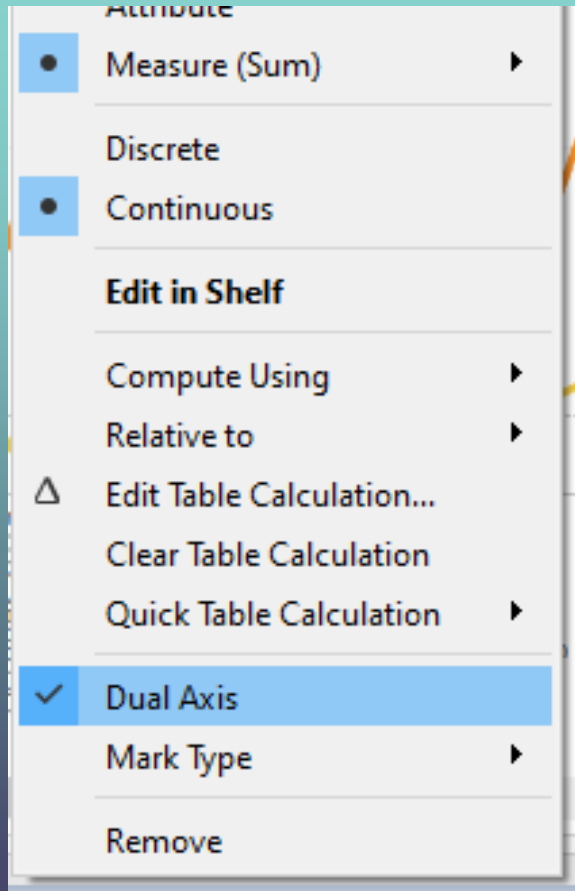 Attribute
Measure (Sum)
Discrete
Continuous
Edit in Shelf
Compute Using
Relative to
Edit Table Calculation...
Clear Table Calculation
Quick Table Calculation
Dual Axis
Mark Type
Remove